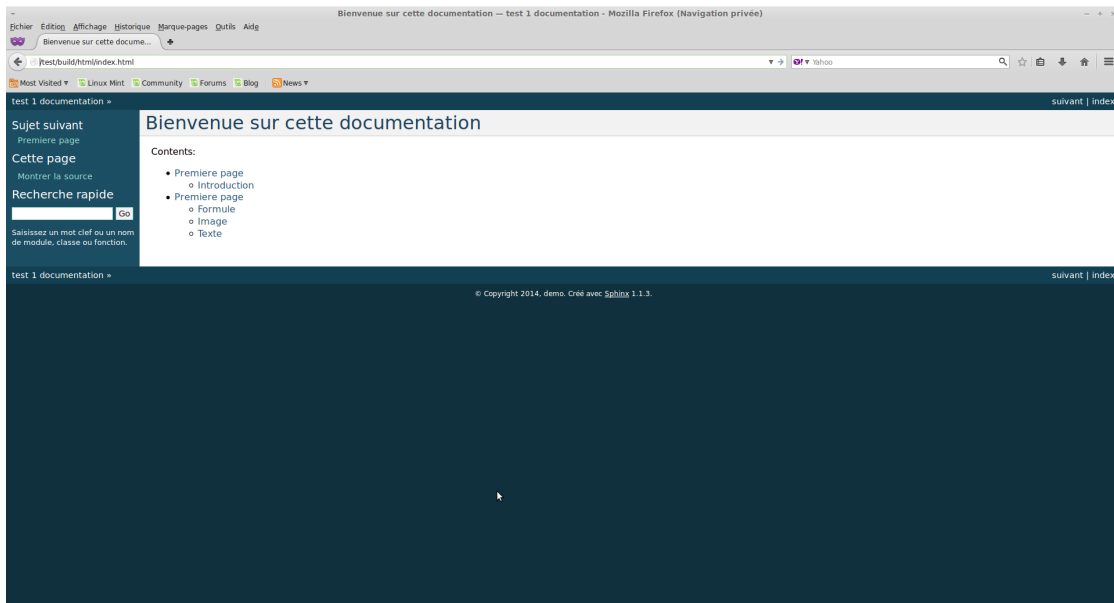 Bienvenue sur cette documentation — test 1 documentation - Mozilla Firefox (Navigation privée)
Fichier Édition Affichage Historique Marque-pages Outils Aide
Bienvenue sur cette docume...
/test/build/html/index.html
Yahoo
Most Visited Linux Mint Community Forums Blog News
test 1 documentation » suivant | index
Sujet suivant
Premiere page
Cette page
Montrer la source
Recherche rapide
Go
Saisissez un mot clef ou un nom
de module, classe ou fonction.
Bienvenue sur cette documentation
Contents:
Premiere page
Introduction
Premiere page
Formule
Image
Texte
test 1 documentation » suivant | index
© Copyright 2014, demo. Créé avec Sphinx 1.1.3.